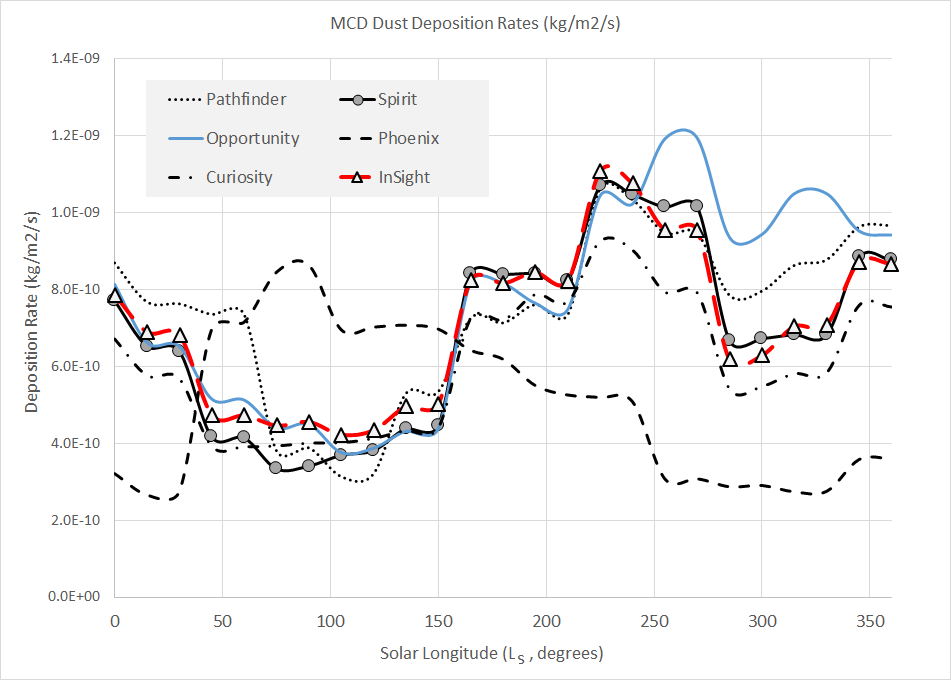 MCD Dust Deposition Rates (kg/m2/s)
1.4E-09
1.2E-09
1.0E-09
8.0E-10
6.0E-10
4.0E-10
2.0E-10
0.0E+00
Deposition Rate (kg/m2/s)
Pathfinder Spirit
Opportunity Phoenix
Curiosity InSight
0 50 100 150 200 250 300 350
Solar Longitude (Ls , degrees)